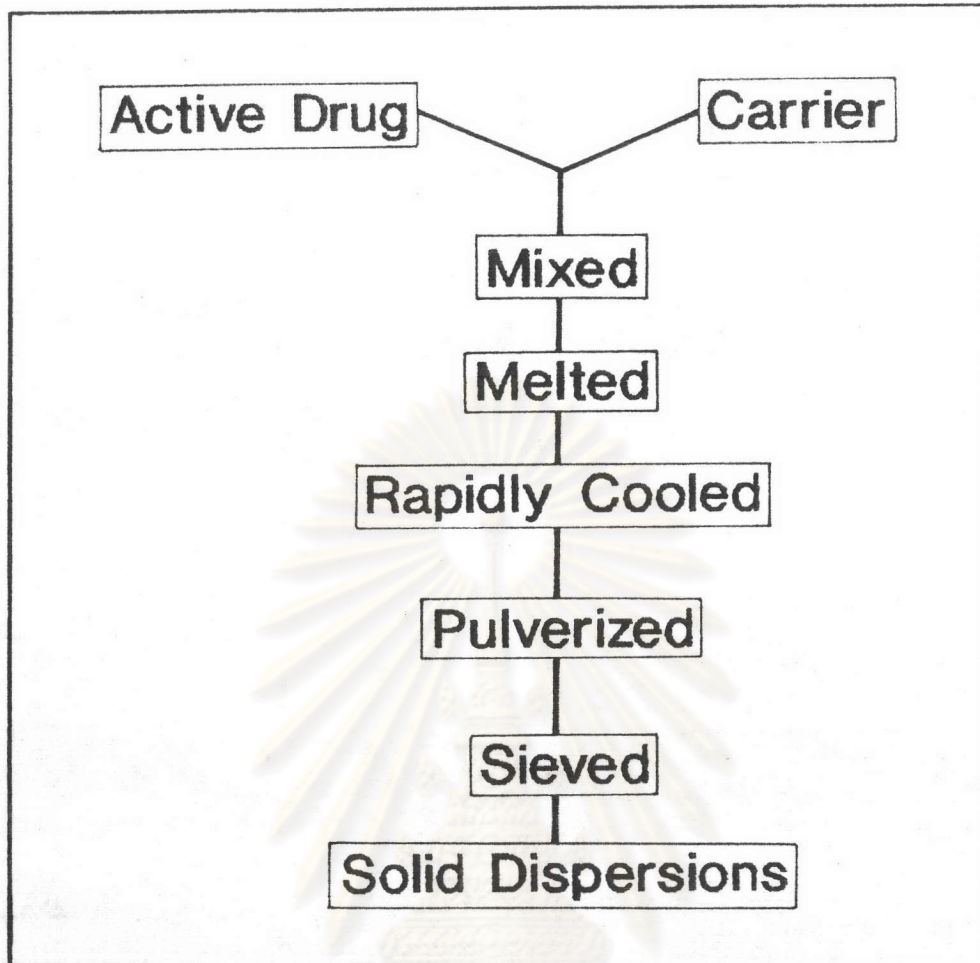 Active Drug
Carrier
Mixed
Melted
Rapidly Cooled
Pulverized
Sieved
Solid Dispersions